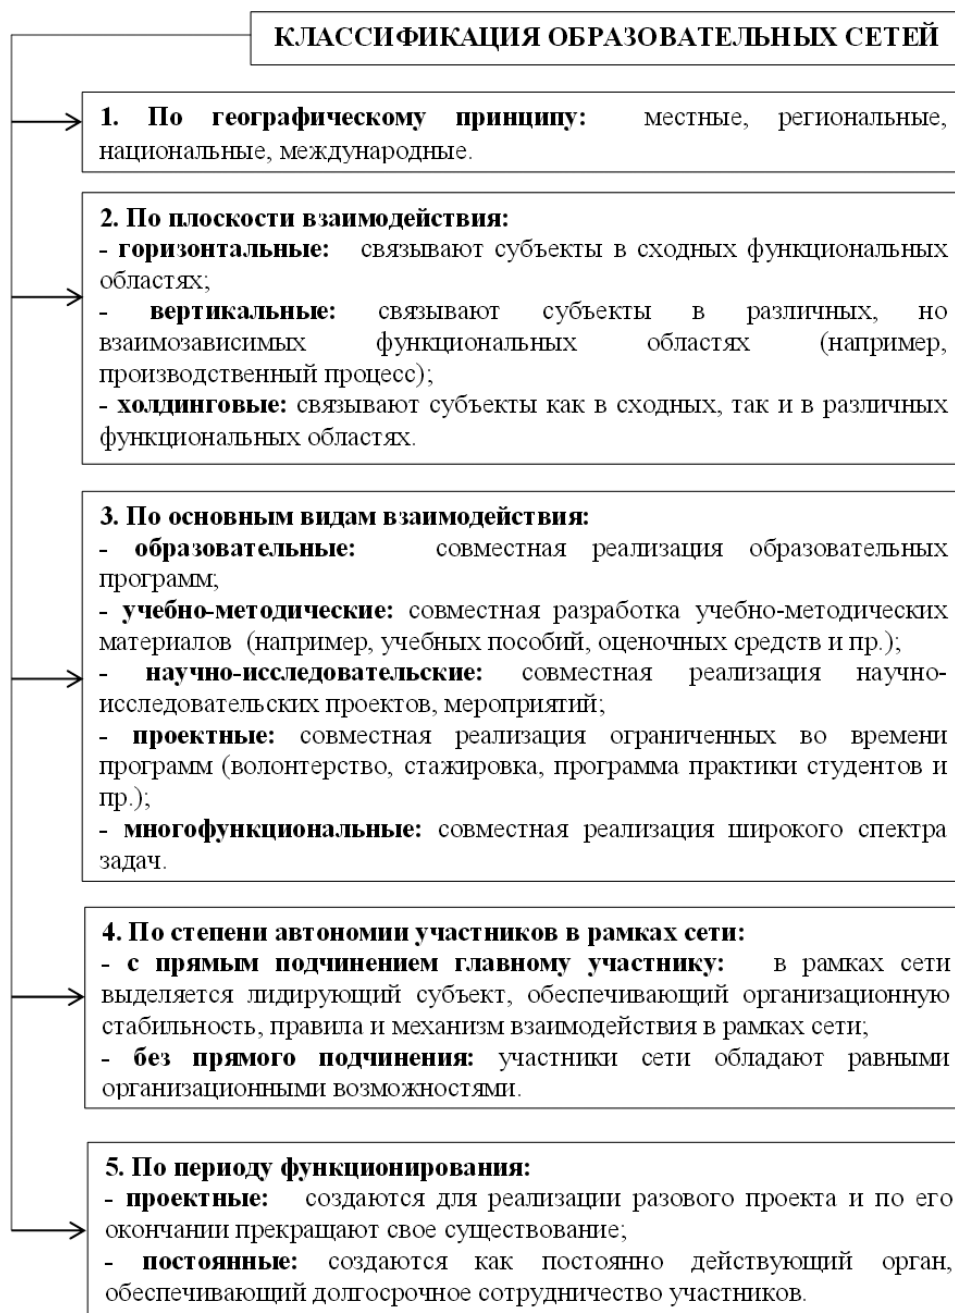 КЛАССИФИКАЦИЯ ОБРАЗОВАТЕЛЬНЫХ СЕТЕЙ
1. По географическому принципу: местные, региональные,
национальные, международные.
2. По плоскости взаимодействия:
- горизонтальные: связывают субъекты в сходных функциональных
областях;
- вертикальные: связывают субъекты в различных, но
взаимозависимых функциональных областях (например,
производственный процесс);
- холдинговые: связывают субъекты как в сходных, так и в различных
функциональных областях.
3. По основным видам взаимодействия:
- образовательные: совместная реализация образовательных
программ;
- учебно-методические: совместная разработка учебно-методических
материалов (например, учебных пособий, оценочных средств и пр.);
- научно-исследовательские: совместная реализация научно-
исследовательских проектов, мероприятий;
- проектные: совместная реализация ограниченных во времени
программ (волонтерство, стажировка, программа практики студентов и
пр.);
- многофункциональные: совместная реализация широкого спектра
задач.
4. По степени автономии участников в рамках сети:
- с прямым подчинением главному участнику: в рамках сети
выделяется лидирующий субъект, обеспечивающий организационную
стабильность, правила и механизм взаимодействия в рамках сети;
- без прямого подчинения: участники сети обладают равными
организационными возможностями.
5. По периоду функционирования:
- проектные: создаются для реализации разового проекта и по его
окончании прекращают свое существование;
- постоянные: создаются как постоянно действующий орган,
обеспечивающий долгосрочное сотрудничество участников.